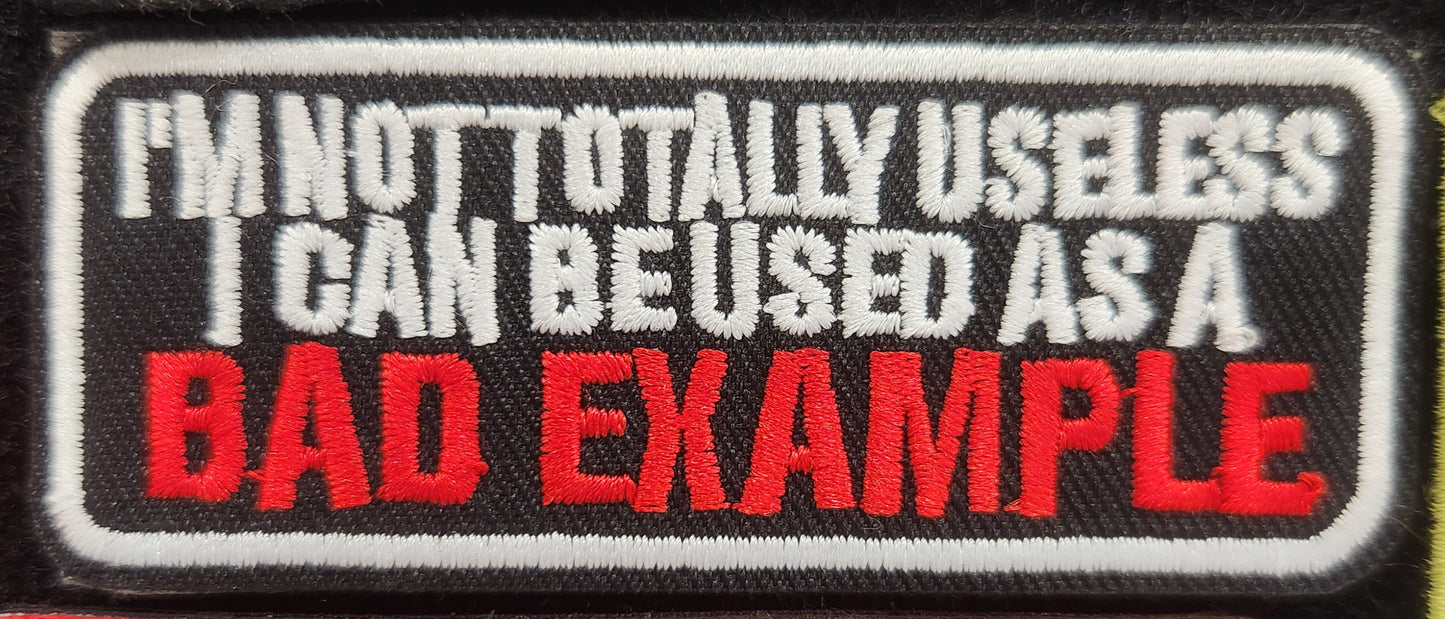 I'M NOT TOTALLY USELESS
I CAN BE USED AS A
BAD EXAMPLE